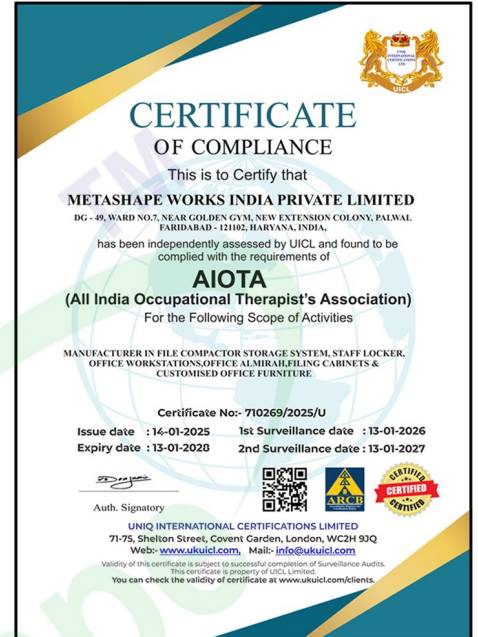 UNIQ
INTERNATIONAL
CERTIFICATIONS
LTD
UICL
CERTIFICATE
OF COMPLIANCE
This is to Certify that
METASHAPE WORKS INDIA PRIVATE LIMITED
DG - 49, WARD NO.7, NEAR GOLDEN GYM, NEW EXTENSION COLONY, PALWAL
FARIDABAD - 121102, HARYANA, INDIA,
has been independently assessed by UICL and found to be
complied with the requirements of
AIOTA
(All India Occupational Therapist's Association)
For the Following Scope of Activities
MANUFACTURER IN FILE COMPACTOR STORAGE SYSTEM, STAFF LOCKER,
OFFICE WORKSTATIONS,OFFICE ALMIRAH,FILING CABINETS &
CUSTOMISED OFFICE FURNITURE
Certificate No:- 710269/2025/U
Issue date : 14-01-2025 1st Surveillance date : 13-01-2026
Expiry date : 13-01-2028 2nd Surveillance date : 13-01-2027
Auth. Signatory
ARCB
CERTIFIED
CERTIFIED
CERTIFIED
UNIQ INTERNATIONAL CERTIFICATIONS LIMITED
71-75, Shelton Street, Covent Garden, London, WC2H 9JQ
Web:- www.ukuicl.com, Mail:- info@ukuicl.com
Validity of this certificate is subject to successful completion of Surveillance Audits.
This certificate is property of UICL Limited.
You can check the validity of certificate at www.ukuicl.com/clients.
TM